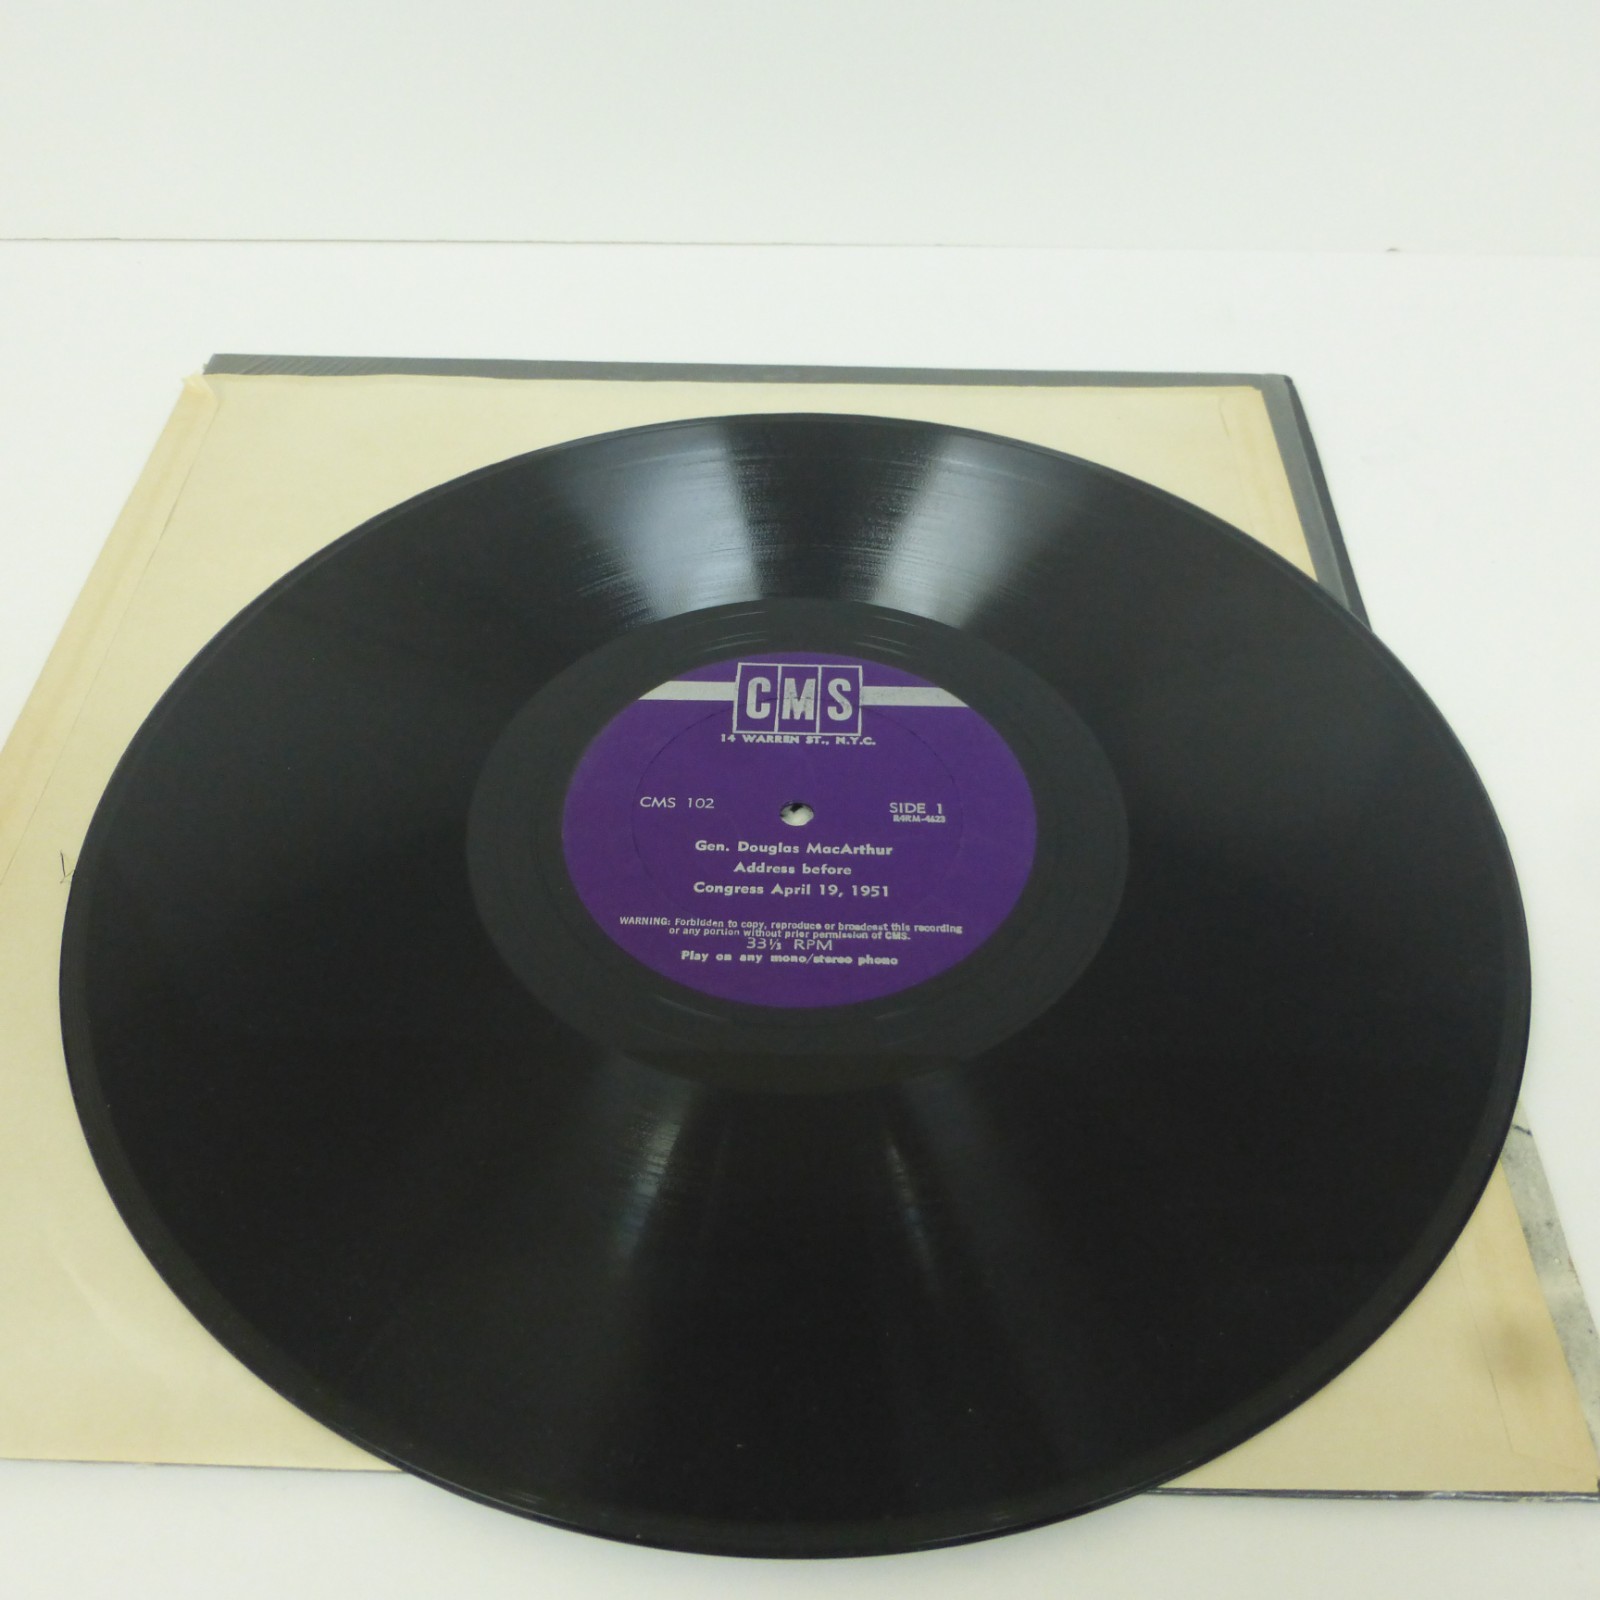 CMS
14 WARREN ST., N.Y.C.
CMS 102
SIDE 1
R4RM-4623
Gen. Douglas MacArthur
Address before
Congress April 19, 1951
WARNING: Forbidden to copy, reproduce or broadcast this recording
or any portion without prior permission of CMS.
33⅓ RPM
Play on any mono/stereo phono